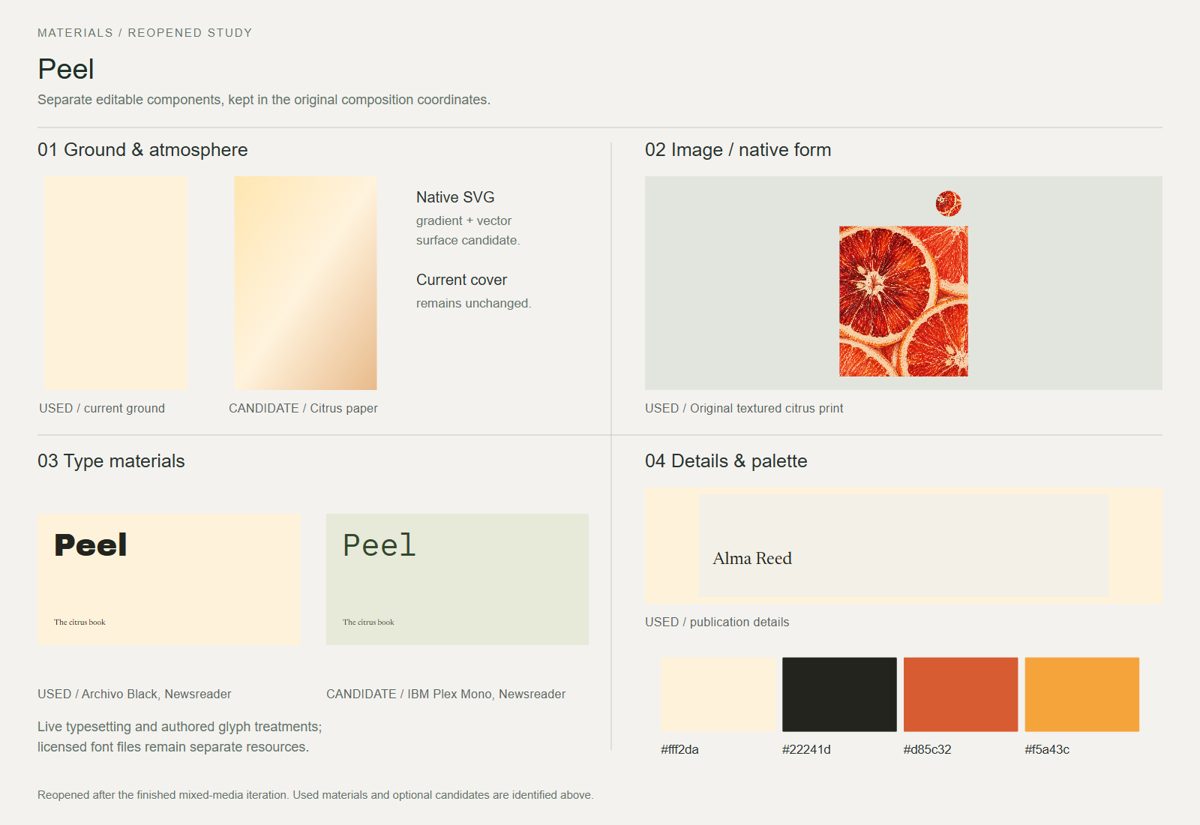 MATERIALS / REOPENED STUDY
Peel
Separate editable components, kept in the original composition coordinates.
01 Ground & atmosphere
Native SVG
gradient + vector
surface candidate.
Current cover
remains unchanged.
USED / current ground
CANDIDATE / Citrus paper
02 Image / native form
USED / Original textured citrus print
03 Type materials
Peel
The citrus book
Peel
The citrus book
USED / Archivo Black, Newsreader
CANDIDATE / IBM Plex Mono, Newsreader
Live typesetting and authored glyph treatments;
licensed font files remain separate resources.
04 Details & palette
Alma Reed
USED / publication details
#fff2da
#22241d
#d85c32
#f5a43c
Reopened after the finished mixed-media iteration. Used materials and optional candidates are identified above.